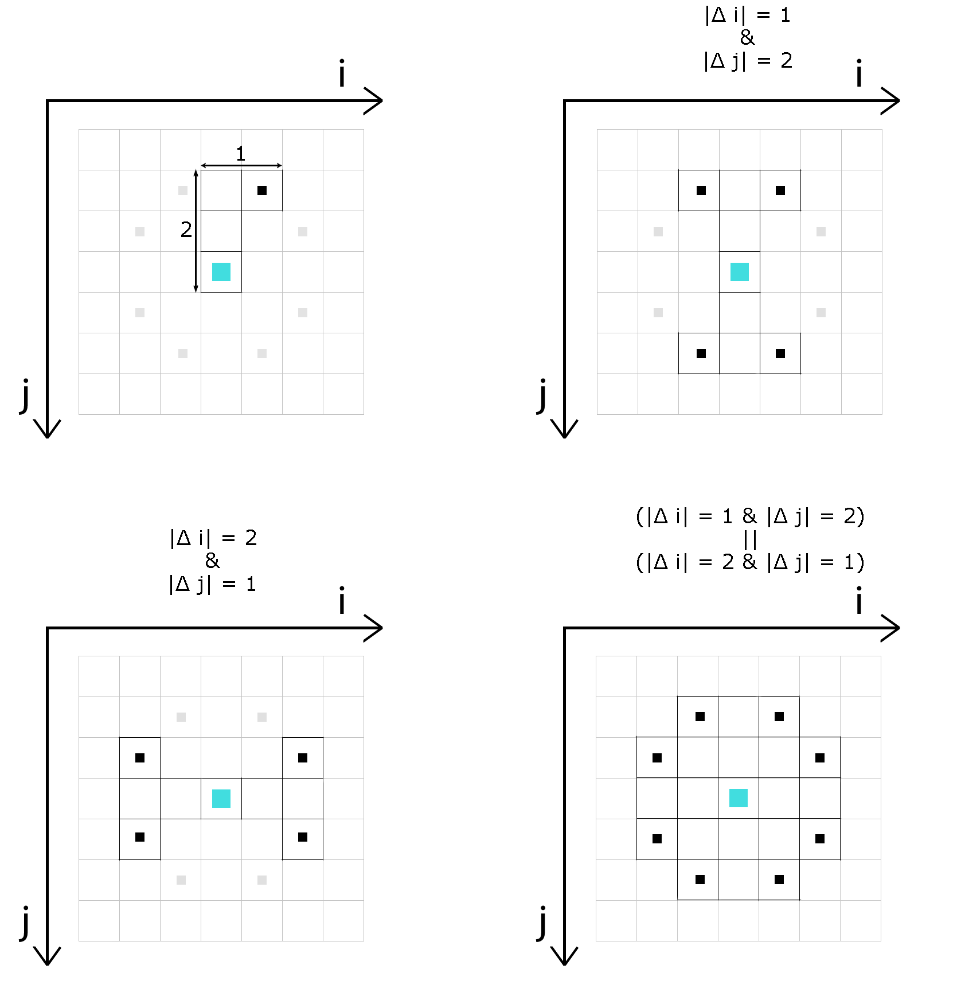 |Δ i| = 1
&
|Δ j| = 2
i
i
1
2
j
j
(|Δ i| = 1 & |Δ j| = 2)
||
(|Δ i| = 2 & |Δ j| = 1)
|Δ i| = 2
&
|Δ j| = 1
i
i
j
j